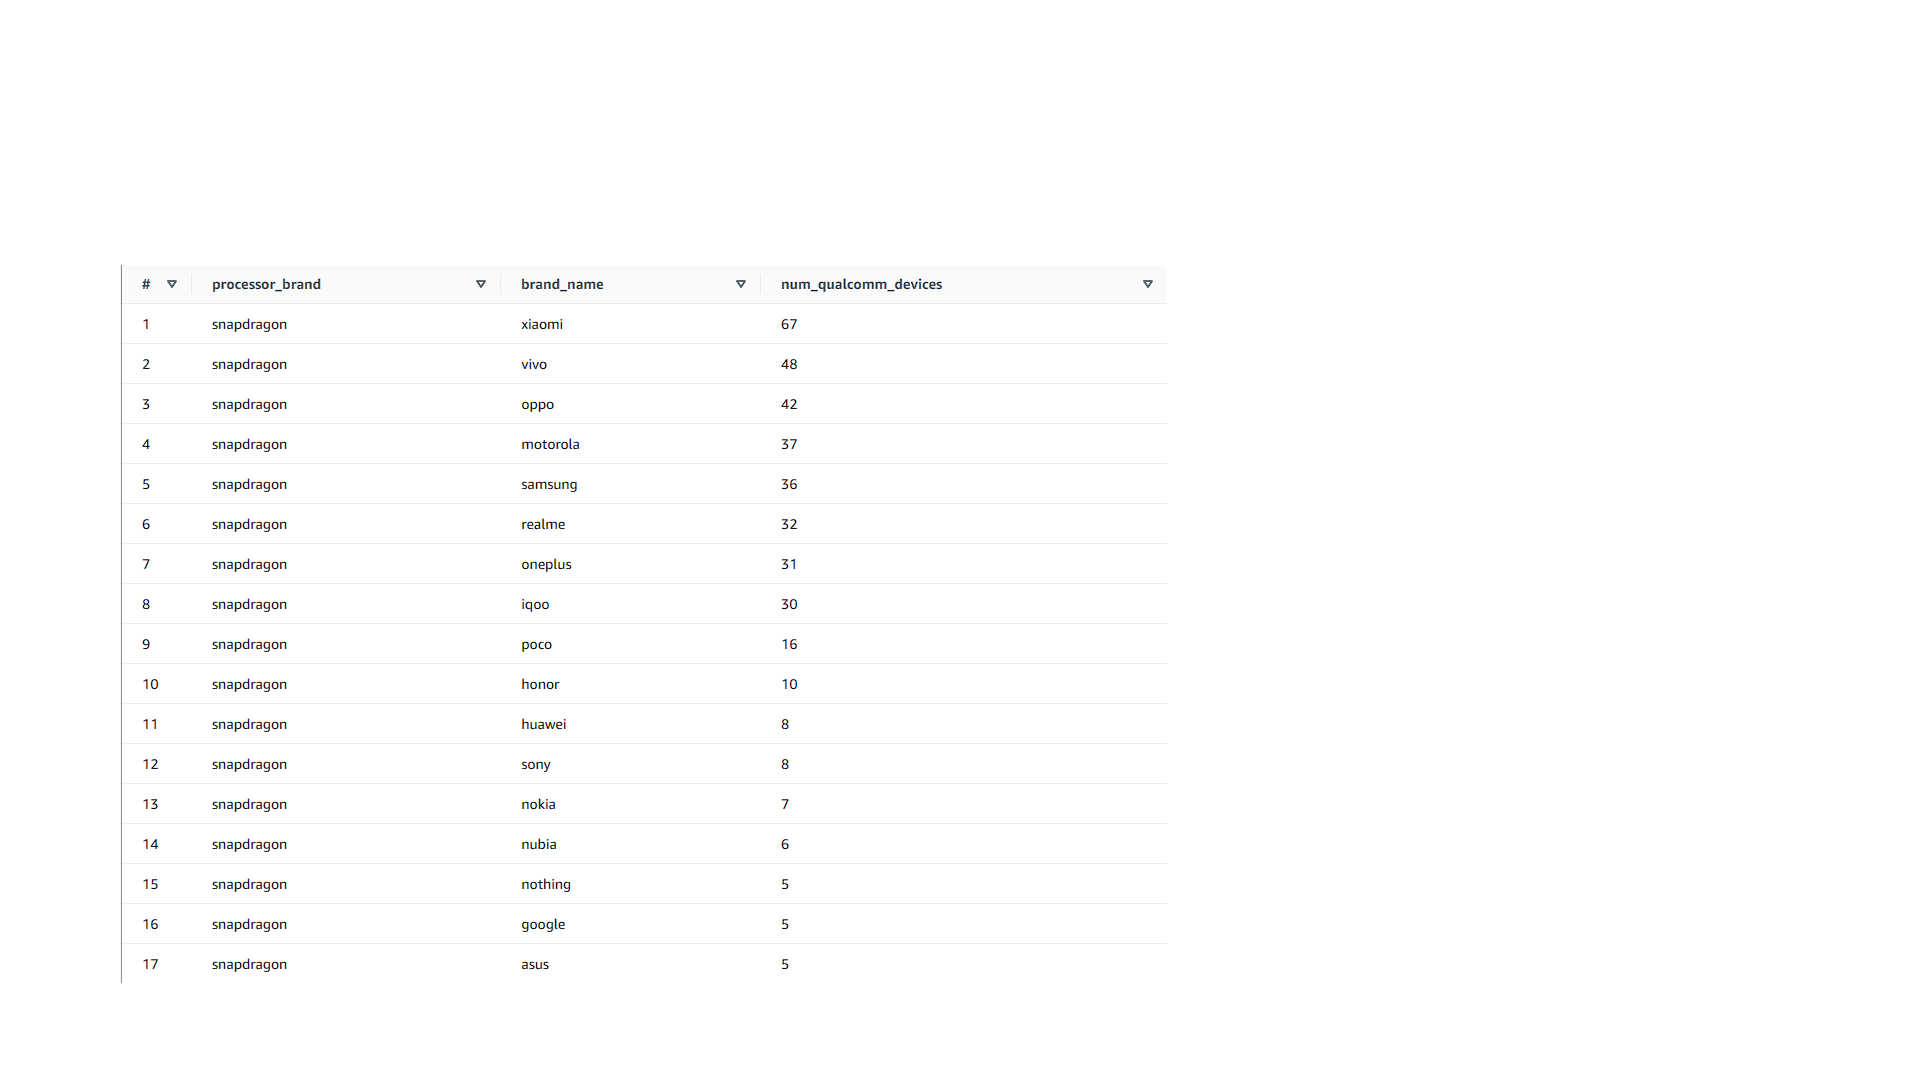 # processor_brand brand_name num_qualcomm_devices
1 snapdragon xiaomi 67
2 snapdragon vivo 48
3 snapdragon oppo 42
4 snapdragon motorola 37
5 snapdragon samsung 36
6 snapdragon realme 32
7 snapdragon oneplus 31
8 snapdragon iqoo 30
9 snapdragon poco 16
10 snapdragon honor 10
11 snapdragon huawei 8
12 snapdragon sony 8
13 snapdragon nokia 7
14 snapdragon nubia 6
15 snapdragon nothing 5
16 snapdragon google 5
17 snapdragon asus 5